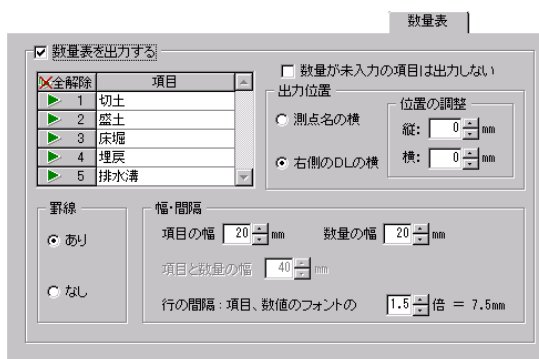 数量表
数量表を出力する
全解除 項目
1 切土
2 盛土
3 床堀
4 埋戻
5 排水溝
数量が未入力の項目は出力しない
出力位置
測点名の横
右側のDLの横
位置の調整
縦: 0 mm
横: 0 mm
罫線
あり
なし
幅・間隔
項目の幅 20 mm 数量の幅 20 mm
項目と数量の幅 40 mm
行の間隔：項目、数値のフォントの 1.5 倍 = 7.5mm